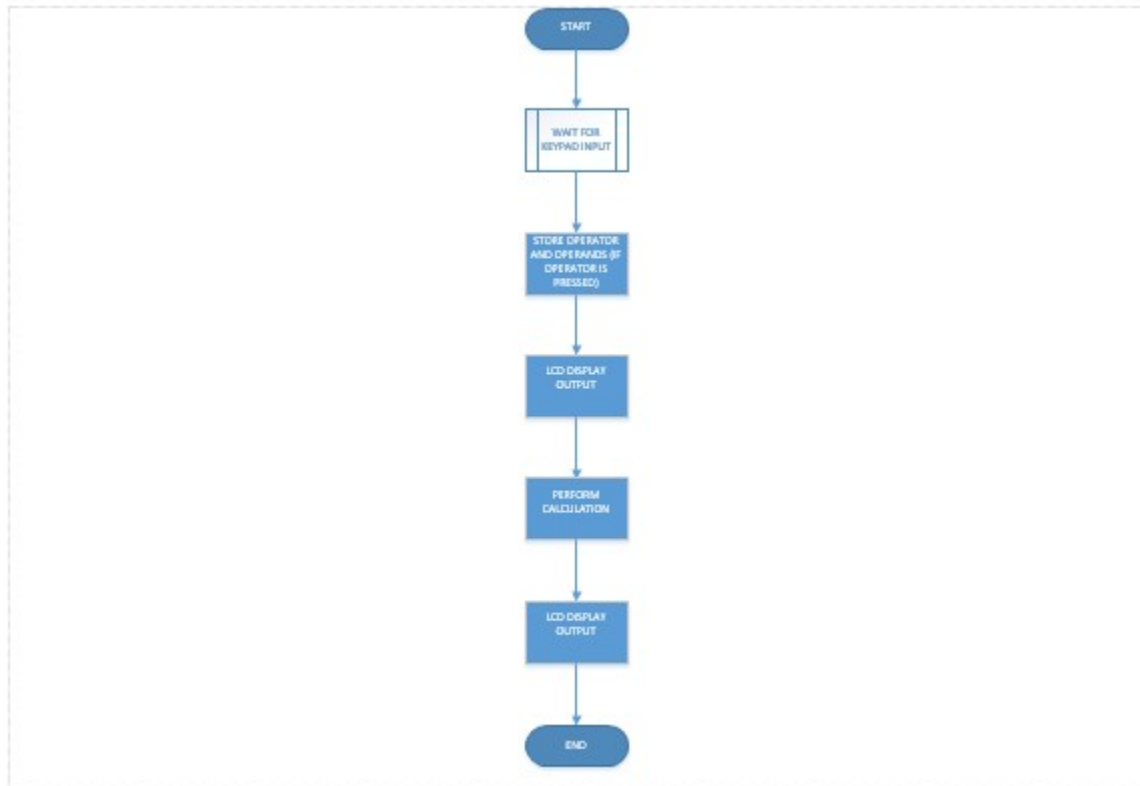 START
WAIT FOR
KEYPAD INPUT
STORE OPERATOR
AND OPERANDS (IF
OPERATOR IS
PRESSED)
LCD DISPLAY
OUTPUT
PERFORM
CALCULATION
LCD DISPLAY
OUTPUT
END